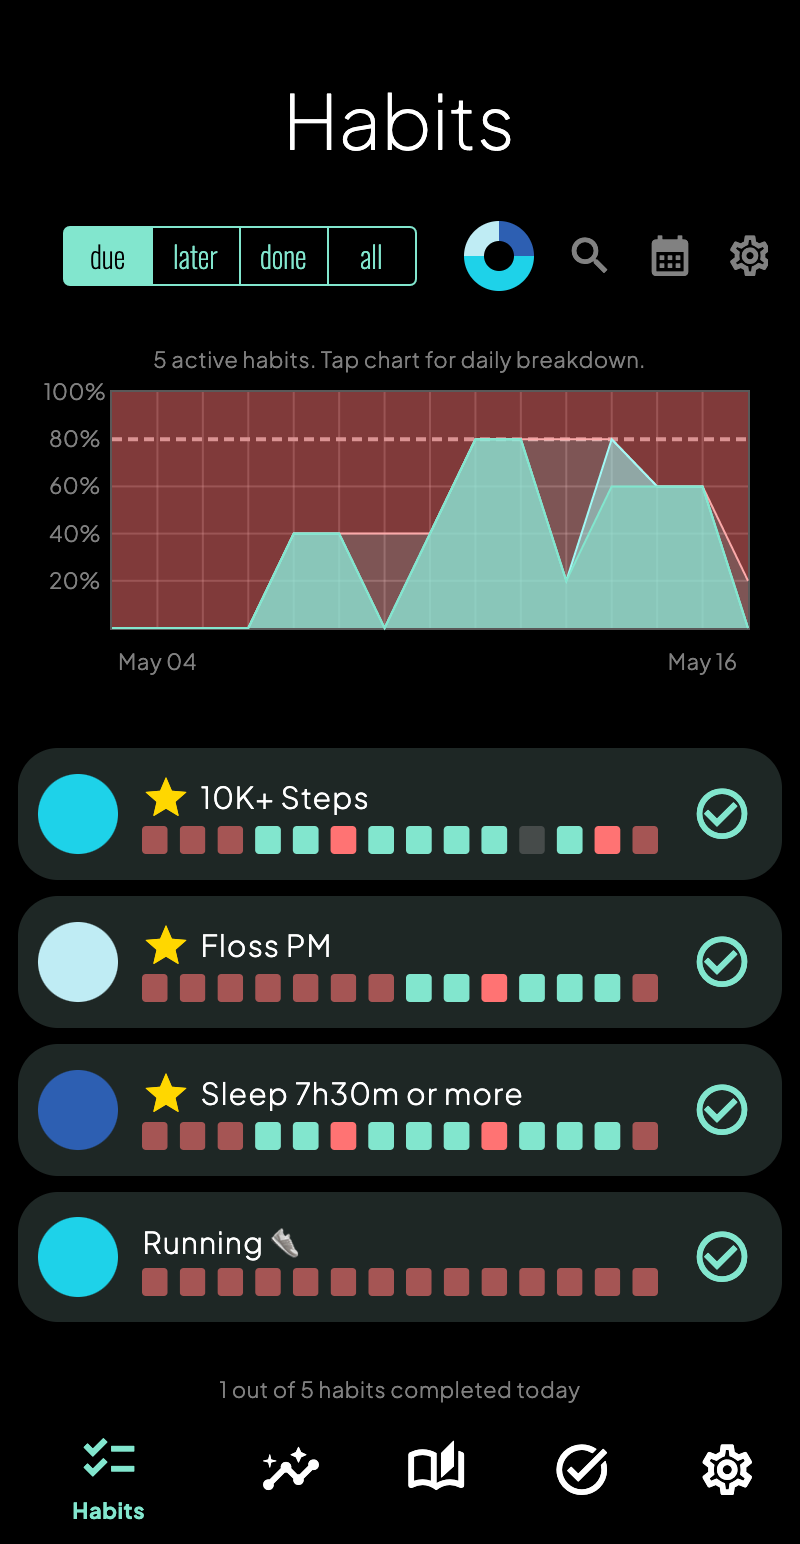 Habits
due later done all
5 active habits. Tap chart for daily breakdown.
100%
80%
60%
40%
20%
May 04 May 16
10K+ Steps
Floss PM
Sleep 7h30m or more
Running 👟
1 out of 5 habits completed today
Habits